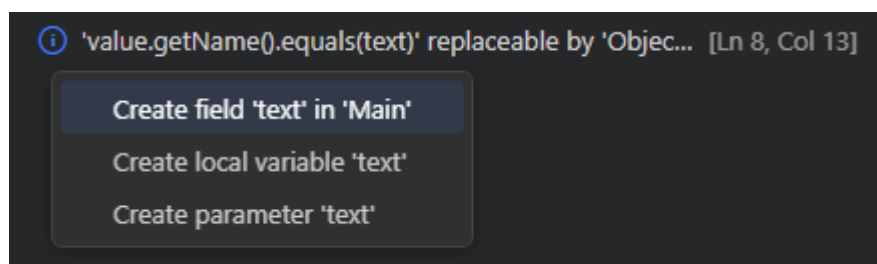 'value.getName().equals(text)' replaceable by 'Objec... [Ln 8, Col 13]
Create field 'text' in 'Main'
Create local variable 'text'
Create parameter 'text'